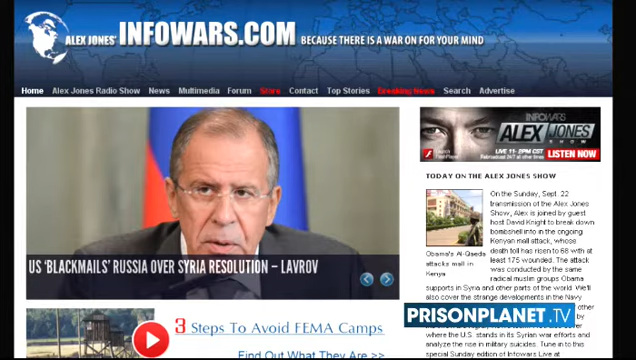 ALEX JONES' INFOWARS.COM BECAUSE THERE IS A WAR ON FOR YOUR MIND
Home Alex Jones Radio Show News Multimedia Forum Store Contact Top Stories Breaking News Search Advertise
INFOWARS
ALEX JONES
SHOW
LIVE 11-2PM CST
LISTEN NOW
US 'BLACKMAILS' RUSSIA OVER SYRIA RESOLUTION – LAVROV
TODAY ON THE ALEX JONES SHOW
On the Sunday, Sept. 22
transmission of the Alex Jones
Show, Alex is joined by guest
host David Knight to break down
bombshell info in the ongoing
Kenyan mall attack, whose
death toll has risen to 68 with at
least 175 wounded. The attack
was conducted by the same
radical muslim groups Obama
Obama's Al-Qaeda
attacks mall in
Kenya
supports in Syria and other parts of the world. We'll
also cover the strange developments in the Navy
other
PRISONPLANET.TV
where the U.S. stands in its Syrian war efforts and
analyze the rise in military suicides. Tune in to this
special Sunday edition of Infowars Live at
3 Steps To Avoid FEMA Camps
Find Out What They Are >>